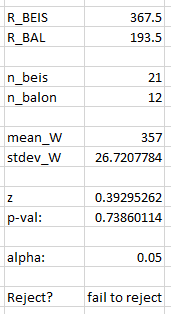 R_BEIS 367.5
R_BAL 193.5
n_beis 21
n_balon 12
mean_W 357
stdev_W 26.7207784
z 0.39295262
p-val: 0.73860114
alpha: 0.05
Reject? fail to reject